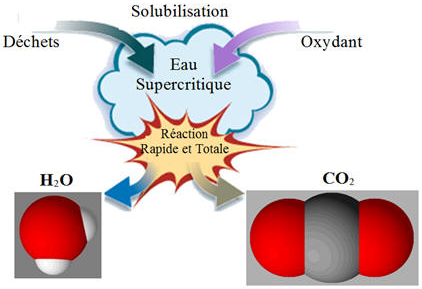 Solubilisation
Déchets
Oxydant
Eau
Supercritique
Réaction
Rapide et Totale
H₂O
CO₂